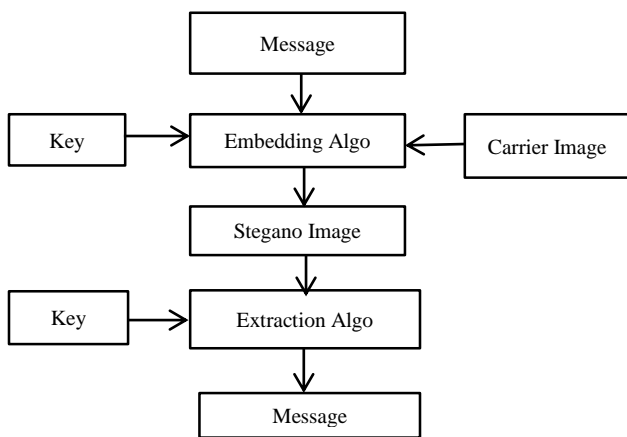 Message
Key
Embedding Algo
Carrier Image
Stegano Image
Key
Extraction Algo
Message